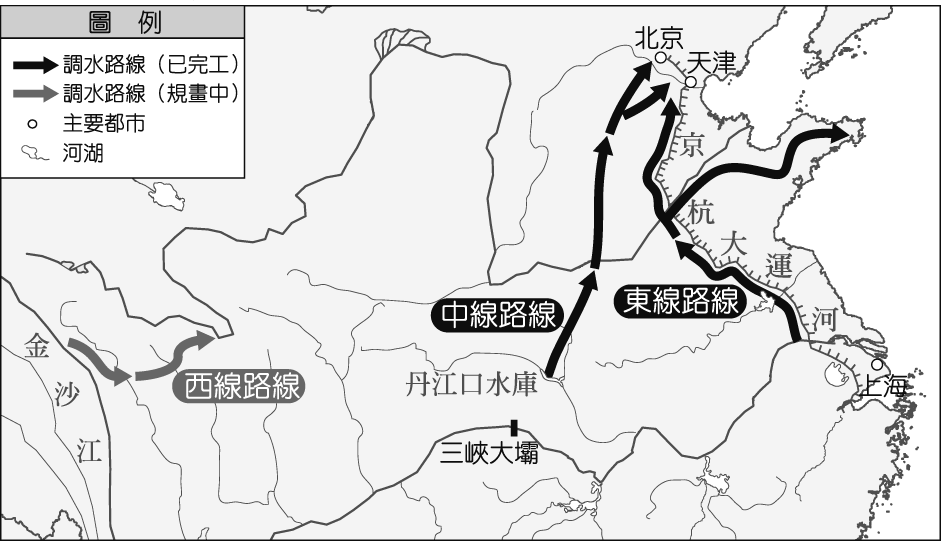 圖 例
調水路線（已完工）
調水路線（規畫中）
主要都市
河湖
北京
天津
京杭大運河
中線路線
東線路線
西線路線
金沙江
丹江口水庫
三峽大壩
上海